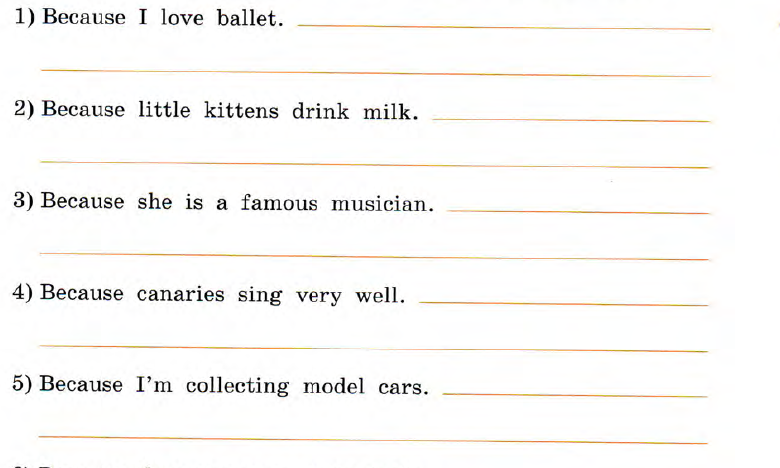 1) Because I love ballet.
2) Because little kittens drink milk.
3) Because she is a famous musician.
4) Because canaries sing very well.
5) Because I'm collecting model cars.